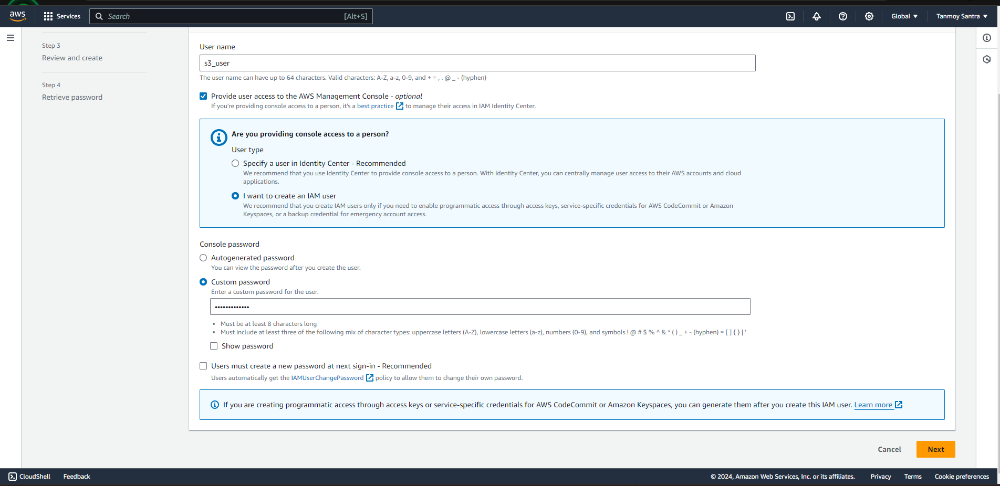 aws
Services
Search
[Alt+S]
Global
Tanmoy Santra
Step 3
Review and create
Step 4
Retrieve password
User name
s3_user
The user name can have up to 64 characters. Valid characters: A-Z, a-z, 0-9, and + = , . @ _ - (hyphen)
Provide user access to the AWS Management Console - optional
If you're providing console access to a person, it's a best practice to manage their access in IAM Identity Center.
Are you providing console access to a person?
User type
Specify a user in Identity Center - Recommended
We recommend that you use Identity Center to provide console access to a person. With Identity Center, you can centrally manage user access to their AWS accounts and cloud
applications.
I want to create an IAM user
We recommend that you create IAM users only if you need to enable programmatic access through access keys, service-specific credentials for AWS CodeCommit or Amazon
Keyspaces, or a backup credential for emergency account access.
Console password
Autogenerated password
You can view the password after you create the user.
Custom password
Enter a custom password for the user.
•••••••••••••
• Must be at least 8 characters long
• Must include at least three of the following mix of character types: uppercase letters (A-Z), lowercase letters (a-z), numbers (0-9), and symbols ! @ # $ % ^ & * ( ) _ + - (hyphen) = [ ] { } | '
Show password
Users must create a new password at next sign-in - Recommended
Users automatically get the IAMUserChangePassword policy to allow them to change their own password.
If you are creating programmatic access through access keys or service-specific credentials for AWS CodeCommit or Amazon Keyspaces, you can generate them after you create this IAM user. Learn more
Cancel
Next
CloudShell
Feedback
© 2024, Amazon Web Services, Inc. or its affiliates.
Privacy
Terms
Cookie preferences